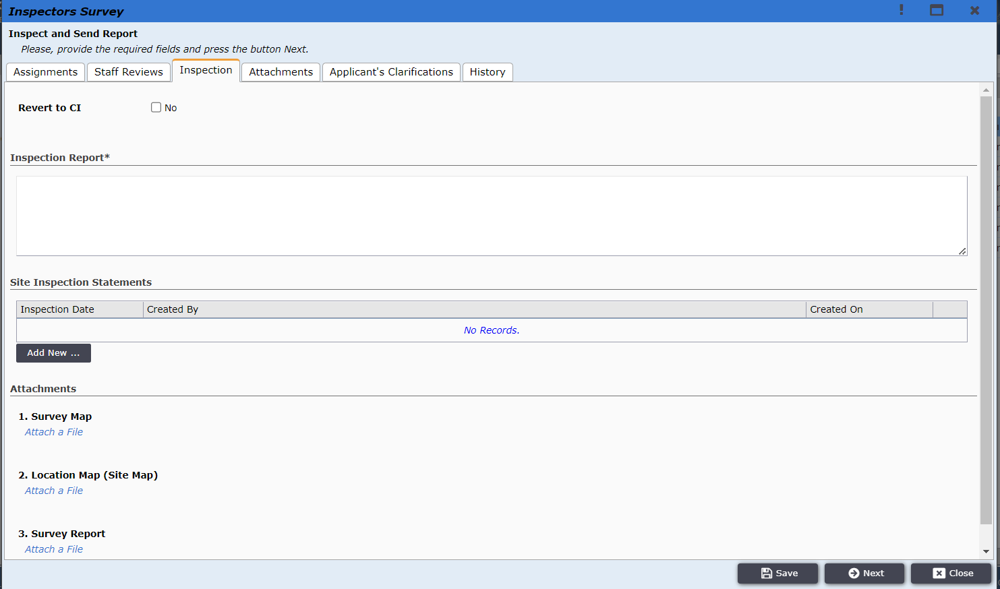 Inspectors Survey
Inspect and Send Report
Please, provide the required fields and press the button Next.
Assignments Staff Reviews Inspection Attachments Applicant's Clarifications History
Revert to CI No
Inspection Report*
Site Inspection Statements
Inspection Date Created By Created On
No Records.
Add New ...
Attachments
1. Survey Map
Attach a File
2. Location Map (Site Map)
Attach a File
3. Survey Report
Attach a File
Save Next Close